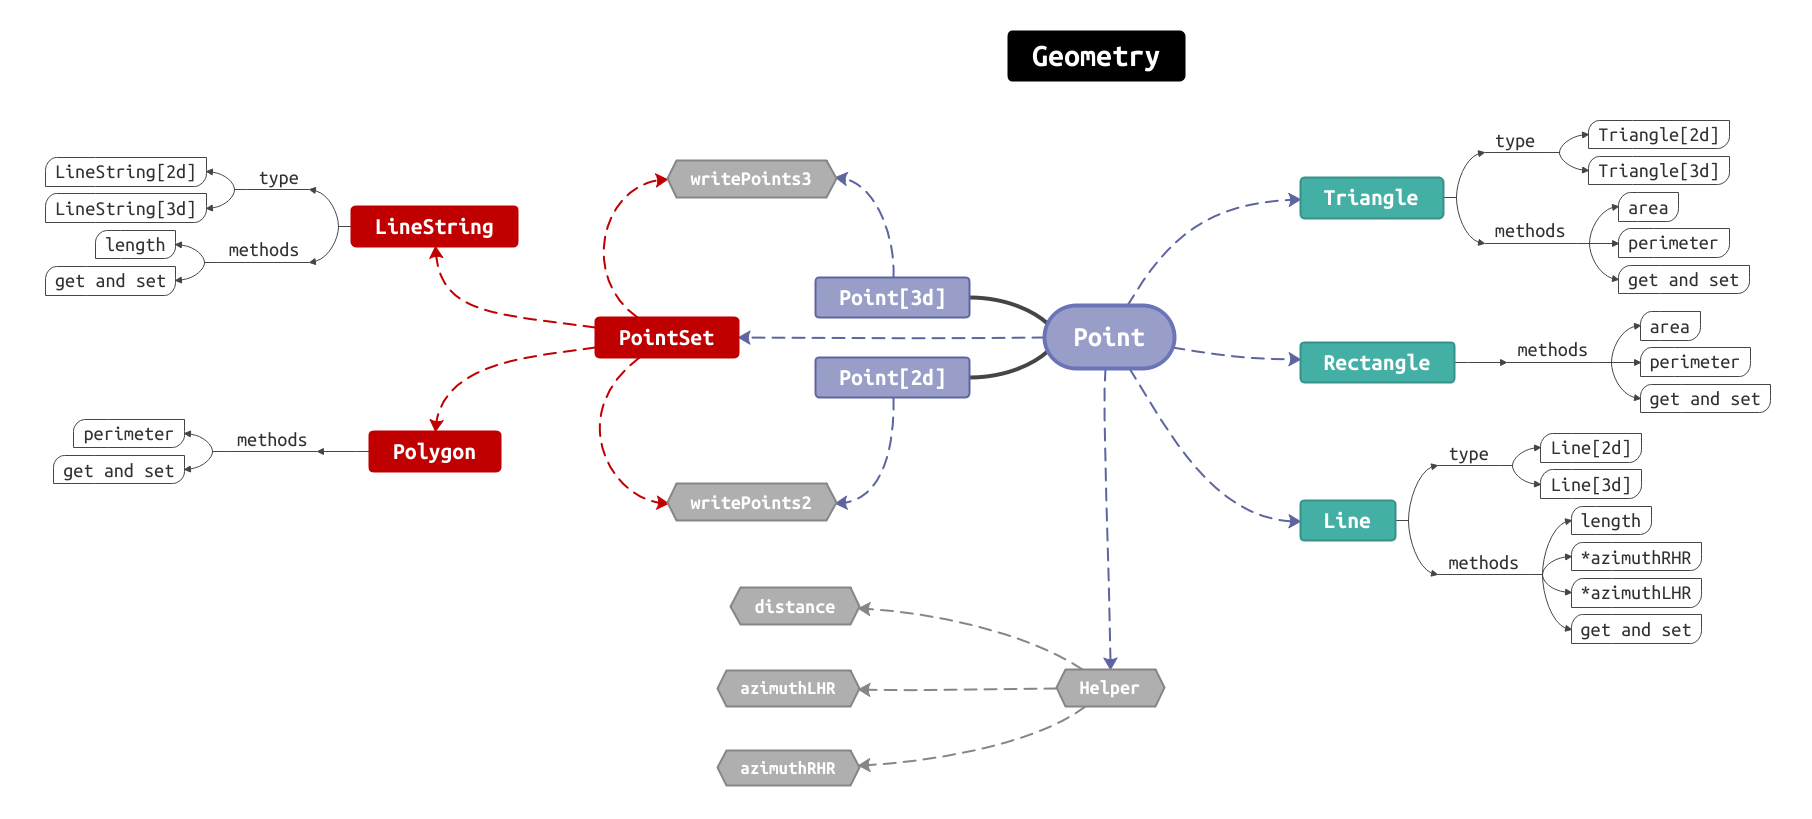 Geometry
LineString[2d]
LineString[3d]
type
length
get and set
methods
LineString
perimeter
get and set
methods
Polygon
PointSet
writePoints3
writePoints2
Point[3d]
Point[2d]
Point
Triangle
type
Triangle[2d]
Triangle[3d]
methods
area
perimeter
get and set
Rectangle
methods
area
perimeter
get and set
Line
type
Line[2d]
Line[3d]
methods
length
*azimuthRHR
*azimuthLHR
get and set
distance
azimuthLHR
azimuthRHR
Helper